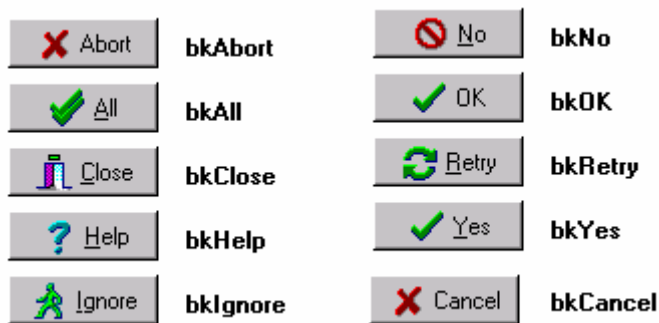 Abort bkAbort
All bkAll
Close bkClose
Help bkHelp
Ignore bkIgnore
No bkNo
OK bkOK
Retry bkRetry
Yes bkYes
Cancel bkCancel